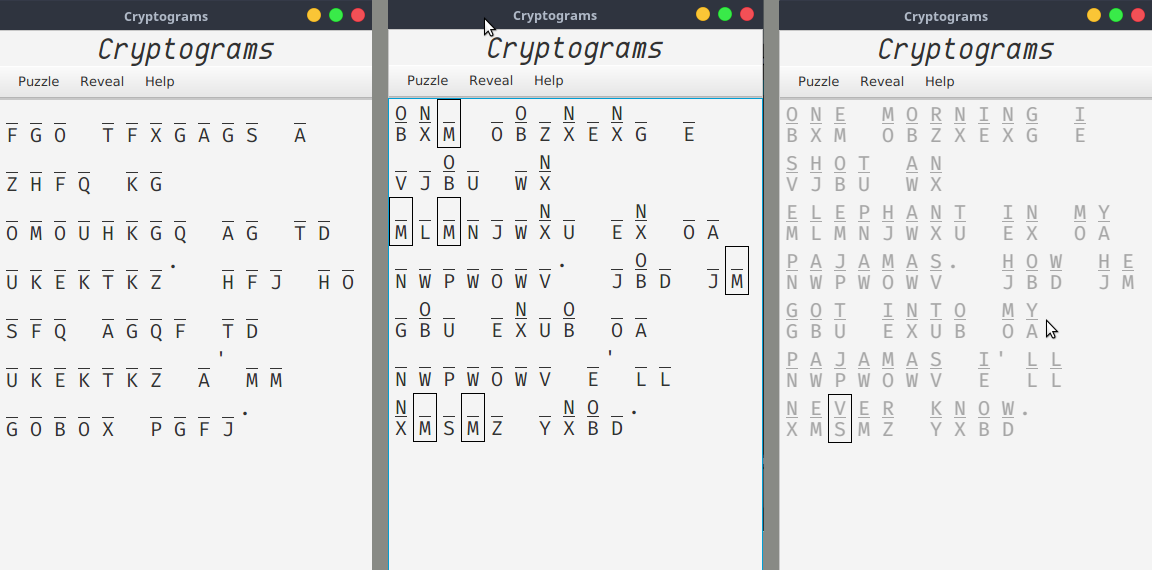 Cryptograms
Cryptograms
Puzzle Reveal Help
F G O T F X G A G S A
Z H F Q K G
O M O U H K G Q A G T D
.
U K E K T K Z H F J H O
S F Q A G Q F T D
'
U K E K T K Z A M M
.
G O B O X P G F J
Cryptograms
Cryptograms
Puzzle Reveal Help
O N O N N
B X M O B Z X E X G E
O N
V J B U W X
N N
M L M N J W X U E X O A
. O
N W P W O W V J B D J M
O N O
G B U E X U B O A
'
N W P W O W V E L L
N N O .
X M S M Z Y X B D
Cryptograms
Cryptograms
Puzzle Reveal Help
O N E M O R N I N G I
B X M O B Z X E X G E
S H O T A N
V J B U W X
E L E P H A N T I N M Y
M L M N J W X U E X O A
P A J A M A S . H O W H E
N W P W O W V J B D J M
G O T I N T O M Y
G B U E X U B O A
P A J A M A S I ' L L
N W P W O W V E L L
N E V E R K N O W .
X M S M Z Y X B D